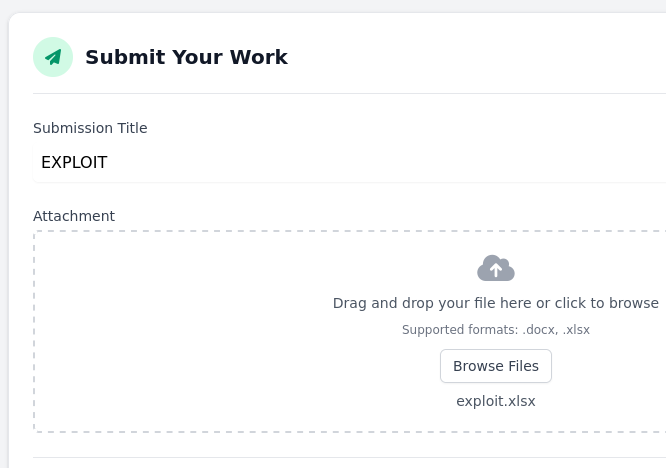 Submit Your Work
Submission Title
EXPLOIT
Attachment
Drag and drop your file here or click to browse
Supported formats: .docx, .xlsx
Browse Files
exploit.xlsx